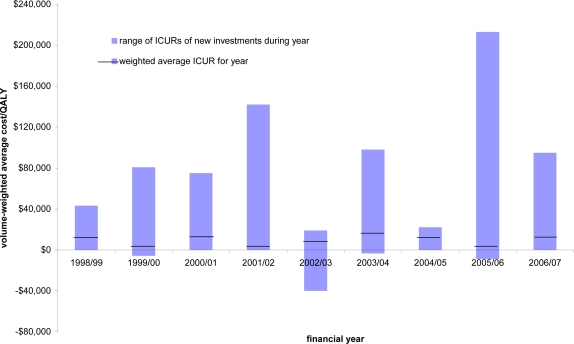 $240,000
$200,000
$160,000
$120,000
$80,000
$40,000
$0
-$40,000
-$80,000
volume-weighted average cost/QALY
range of ICURs of new investments during year
weighted average ICUR for year
1998/99 1999/00 2000/01 2001/02 2002/03 2003/04 2004/05 2005/06 2006/07
financial year